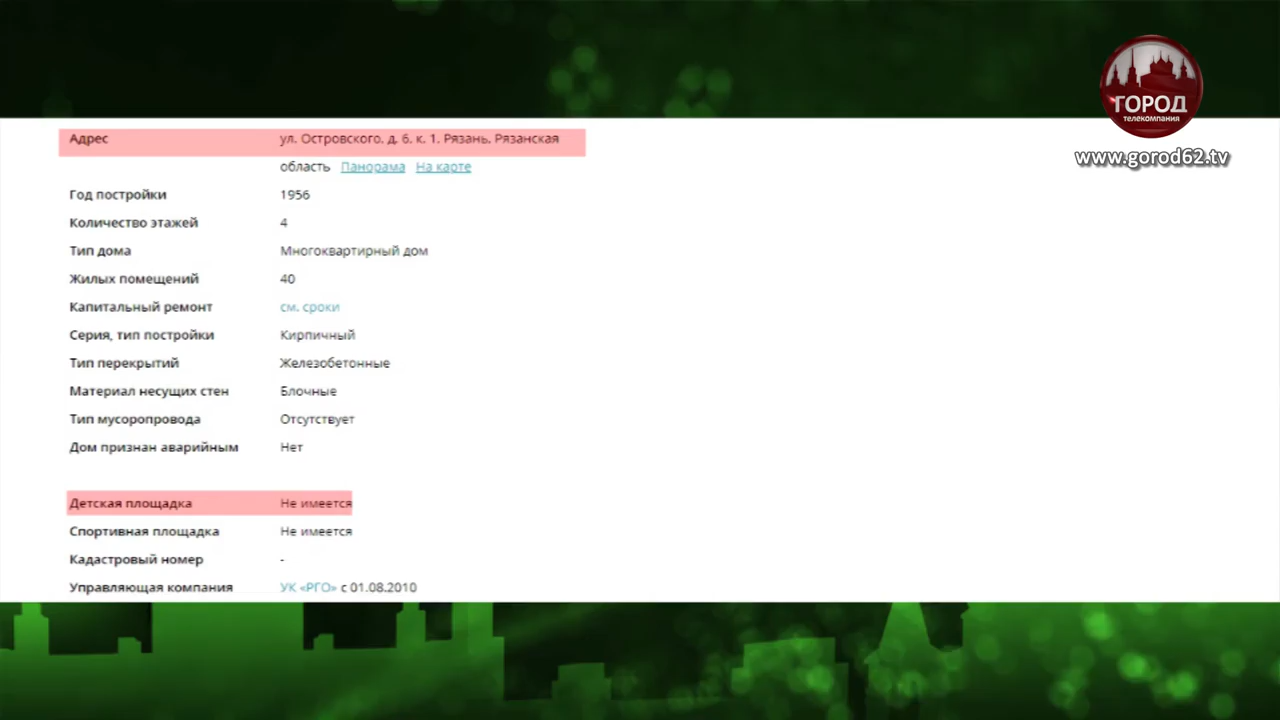 ГОРОД
телекомпания
www.gorod62.tv
Адрес ул. Островского, д. 6, к. 1, Рязань, Рязанская
область Панорама На карте
Год постройки 1956
Количество этажей 4
Тип дома Многоквартирный дом
Жилых помещений 40
Капитальный ремонт см. сроки
Серия, тип постройки Кирпичный
Тип перекрытий Железобетонные
Материал несущих стен Блочные
Тип мусоропровода Отсутствует
Дом признан аварийным Нет
Детская площадка Не имеется
Спортивная площадка Не имеется
Кадастровый номер -
Управляющая компания УК «РГО» с 01.08.2010